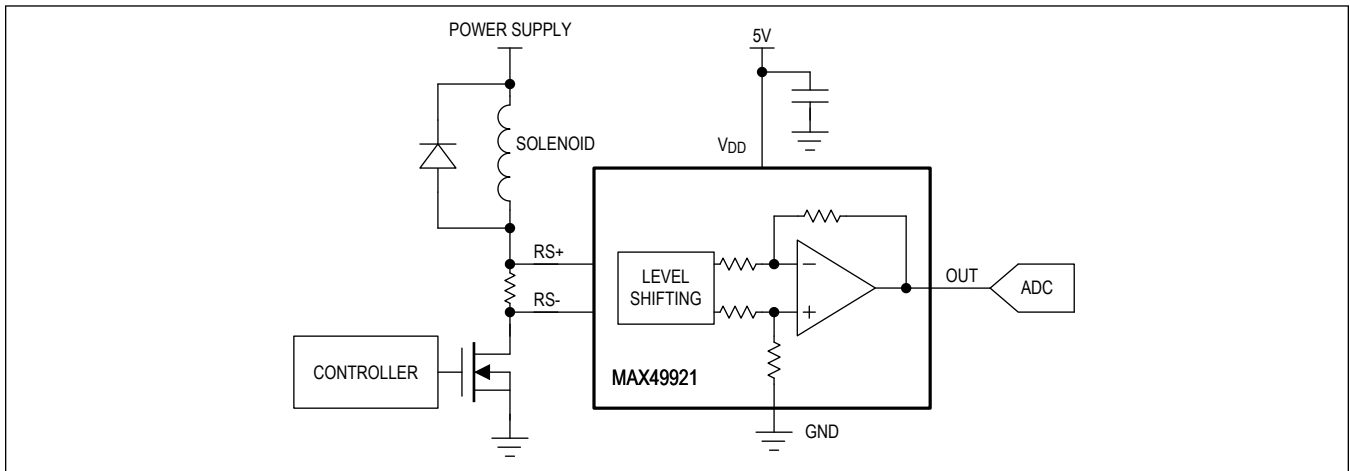 POWER SUPPLY
5V
SOLENOID
VDD
RS+
LEVEL
SHIFTING
−
OUT
ADC
RS-
+
CONTROLLER
MAX49921
GND